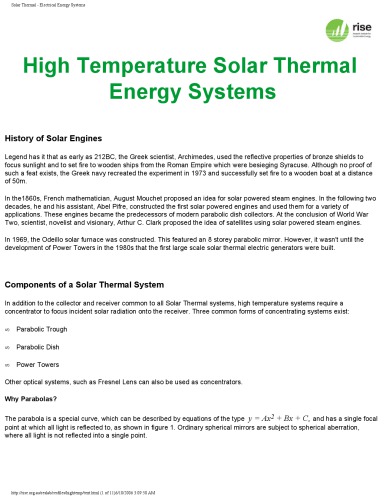 Solar Thermal - Electrical Energy Systems
rise
High Temperature Solar Thermal
Energy Systems
History of Solar Engines
Legend has it that as early as 212BC, the Greek scientist, Archimedes, used the reflective properties of bronze shields to
focus sunlight and to set fire to wooden ships from the Roman Empire which were besieging Syracuse. Although no proof of
such a feat exists, the Greek navy recreated the experiment in 1973 and successfully set fire to a wooden boat at a distance
of 50m.
In the1860s, French mathematician, August Mouchet proposed an idea for solar powered steam engines. In the following two
decades, he and his assistant, Abel Pifre, constructed the first solar powered engines and used them for a variety of
applications. These engines became the predecessors of modern parabolic dish collectors. At the conclusion of World War
Two, scientist, novelist and visionary, Arthur C. Clark proposed the idea of satellites using solar powered steam engines.
In 1969, the Odeillo solar furnace was constructed. This featured an 8 storey parabolic mirror. However, it wasn't until the
development of Power Towers in the 1980s that the first large scale solar thermal electric generators were built.
Components of a Solar Thermal System
In addition to the collector and receiver common to all Solar Thermal systems, high temperature systems require a
concentrator to focus incident solar radiation onto the receiver. Three common forms of concentrating systems exist:
Parabolic Trough
Parabolic Dish
Power Towers
Other optical systems, such as Fresnel Lens can also be used as concentrators.
Why Parabolas?
The parabola is a special curve, which can be described by equations of the type y = Ax² + Bx + C, and has a single focal
point at which all light is reflected to, as shown in figure 1. Ordinary spherical mirrors are subject to spherical aberration,
where all light is not reflected into a single point.